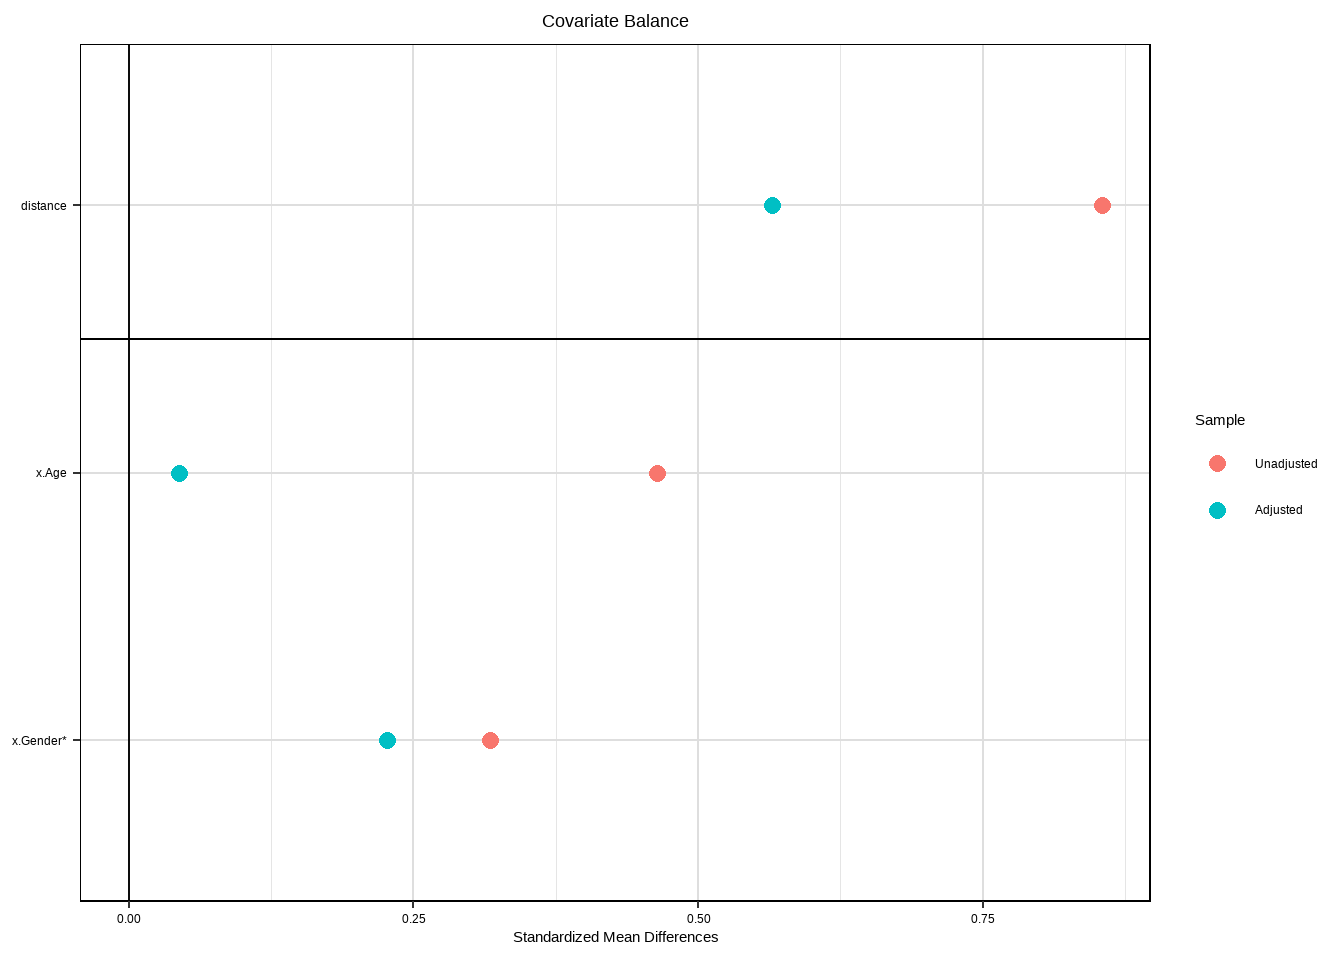 Covariate Balance
distance
x.Age
x.Gender*
0.00
0.25
0.50
0.75
Standardized Mean Differences
Sample
Unadjusted
Adjusted